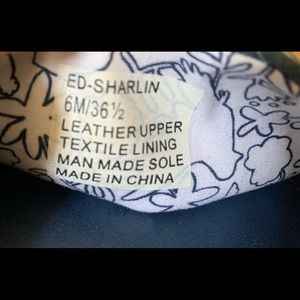 ED-SHARLIN
6M/36½
LEATHER UPPER
TEXTILE LINING
MAN MADE SOLE
MADE IN CHINA